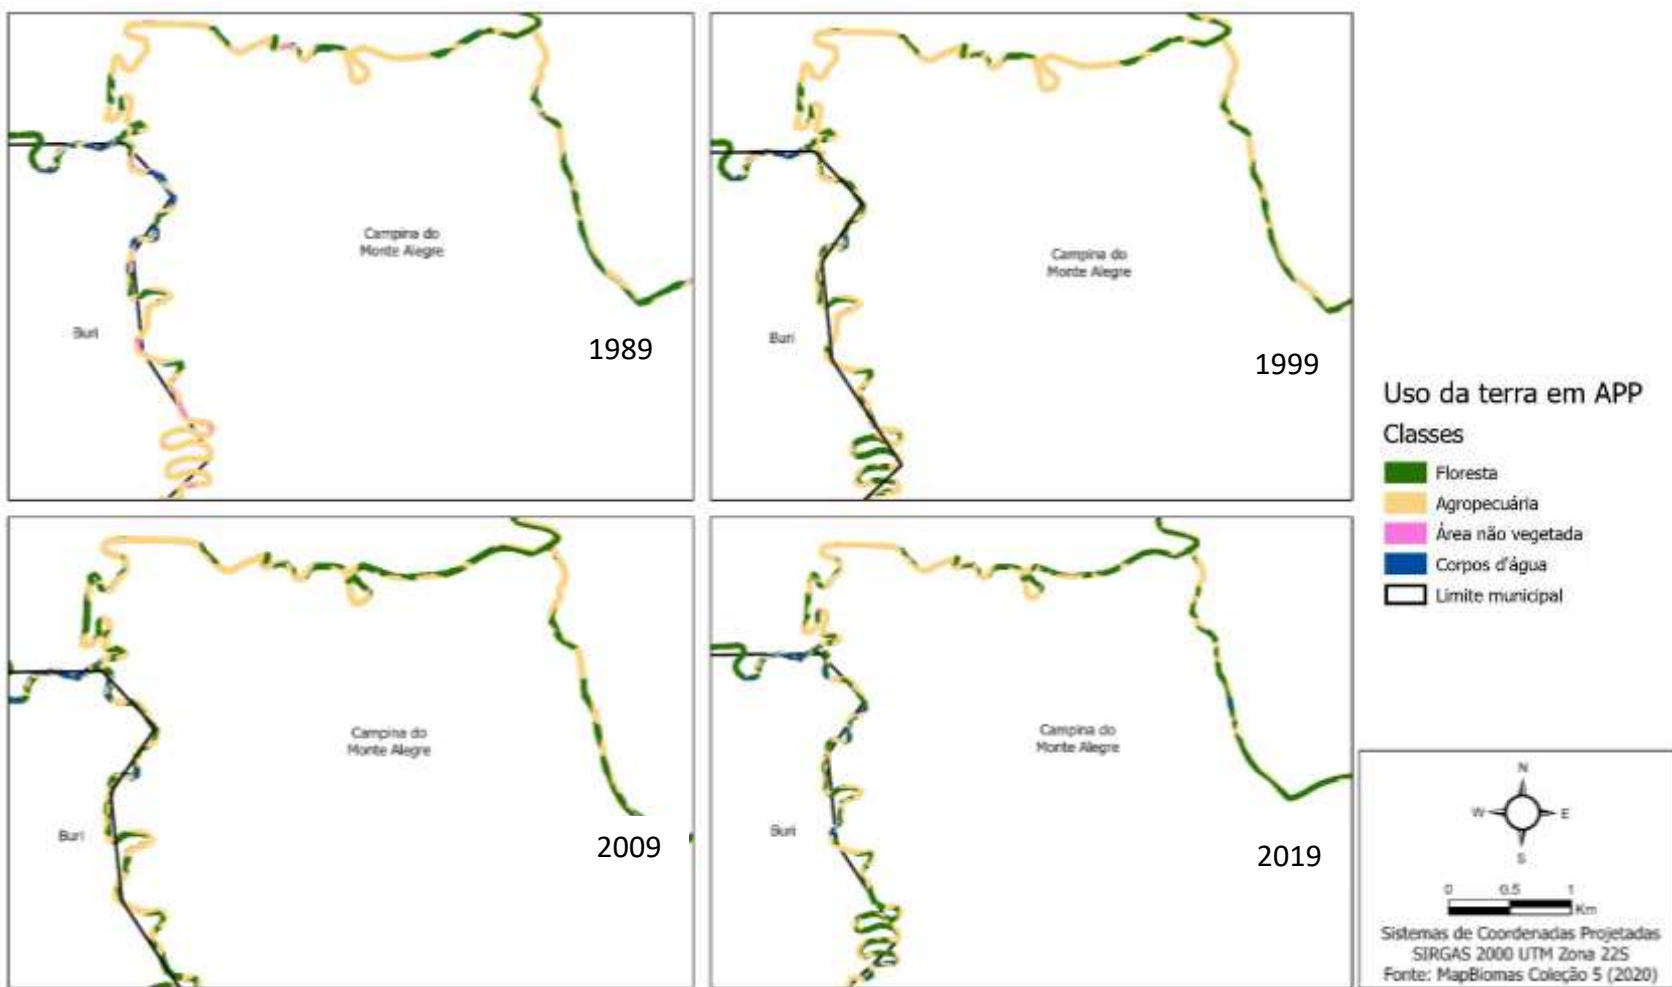 Campina do
Monte Alegre
Buri
1989
Campina do
Monte Alegre
Buri
1999
Campina do
Monte Alegre
Buri
2009
Campina do
Monte Alegre
Buri
2019
Uso da terra em APP
Classes
Floresta
Agropecuária
Área não vegetada
Corpos d'água
Limite municipal
N
W
E
S
0
0.5
1
Km
Sistemas de Coordenadas Projetadas
SIRGAS 2000 UTM Zona 22S
Fonte: MapBiomas Coleção 5 (2020)